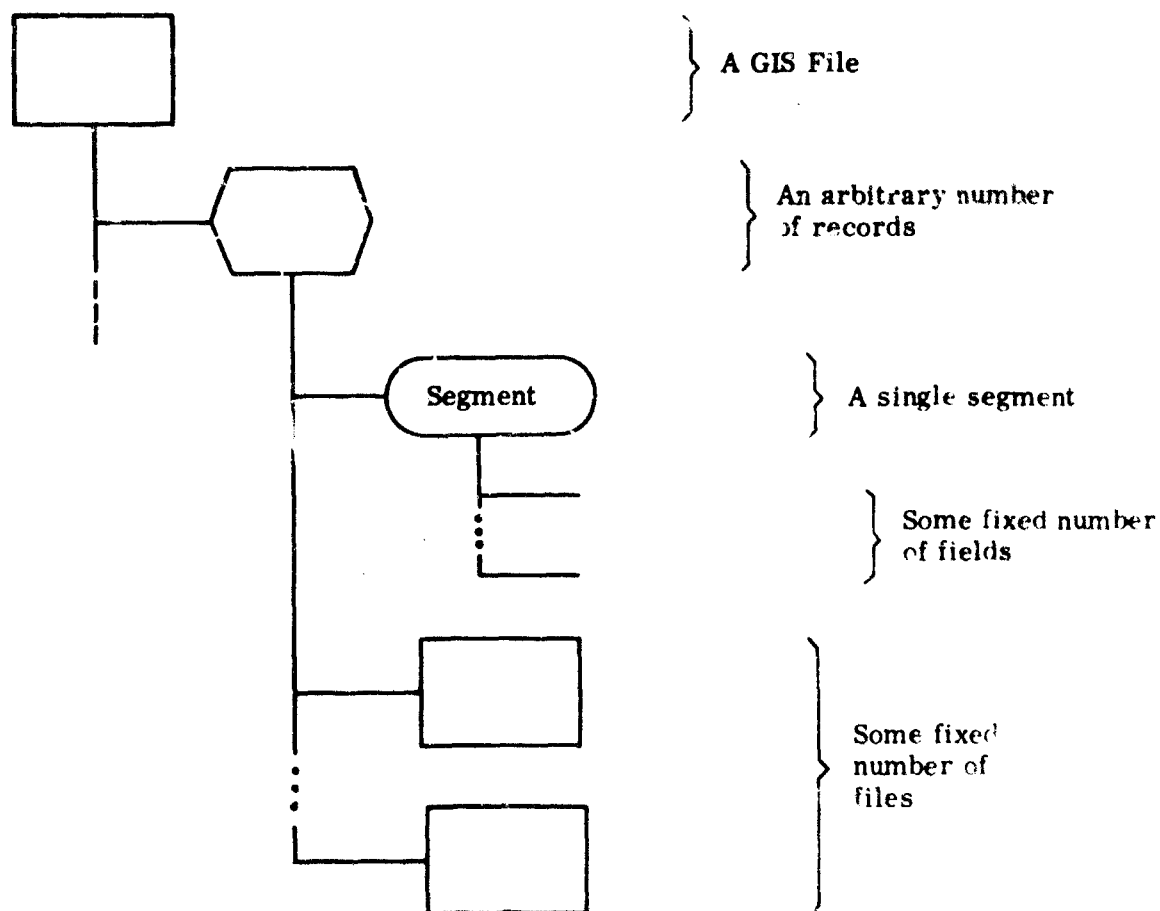 A GIS File
An arbitrary number
of records
Segment
A single segment
Some fixed number
of fields
Some fixed
number of
files